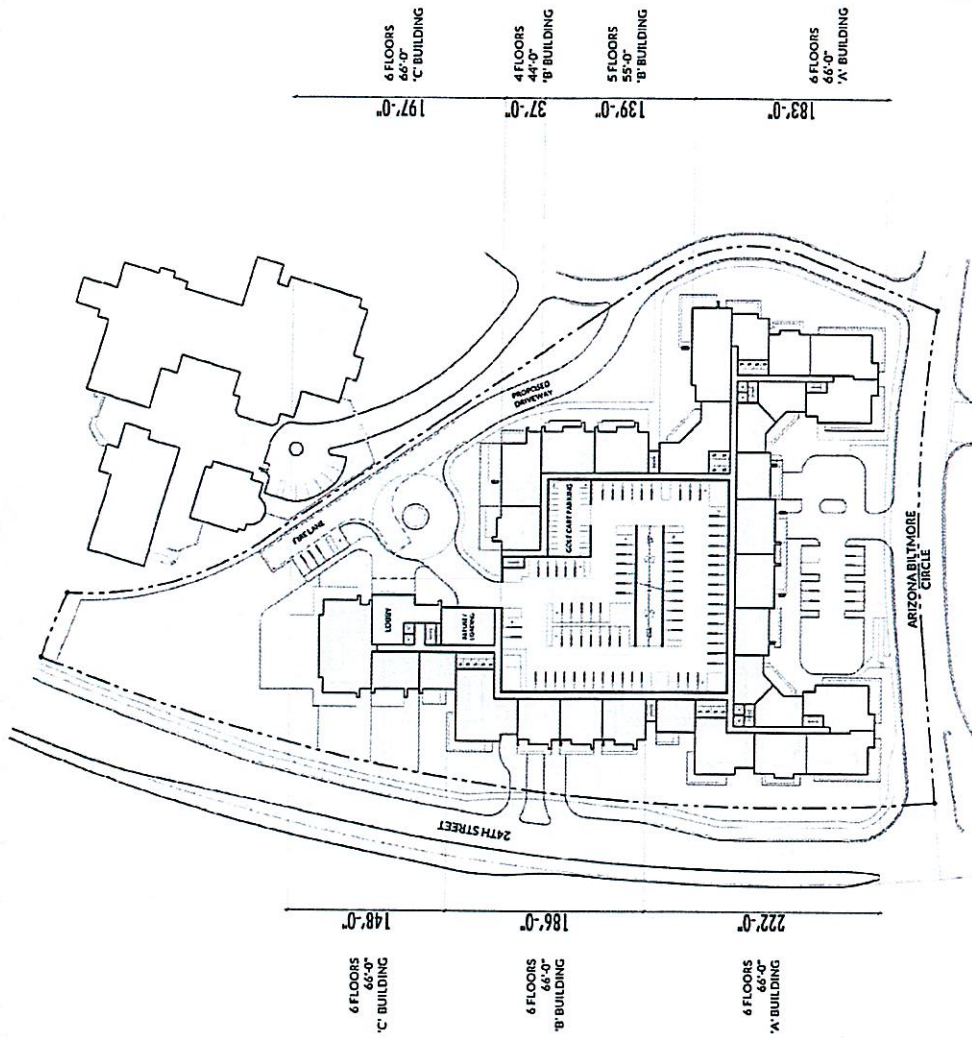 6 FLOORS
66'-0"
'C' BUILDING
197'-0"
4 FLOORS
44'-0"
'B' BUILDING
37'-0"
5 FLOORS
55'-0"
'B' BUILDING
139'-0"
6 FLOORS
66'-0"
'A' BUILDING
183'-0"
PROPOSED
DRIVEWAY
FIRE LANE
LOBBY
GOLF CART PARKING
24TH STREET
ARIZONA BILTMORE
CIRCLE
148'-0"
6 FLOORS
66'-0"
'C' BUILDING
186'-0"
6 FLOORS
66'-0"
'B' BUILDING
222'-0"
6 FLOORS
66'-0"
'A' BUILDING